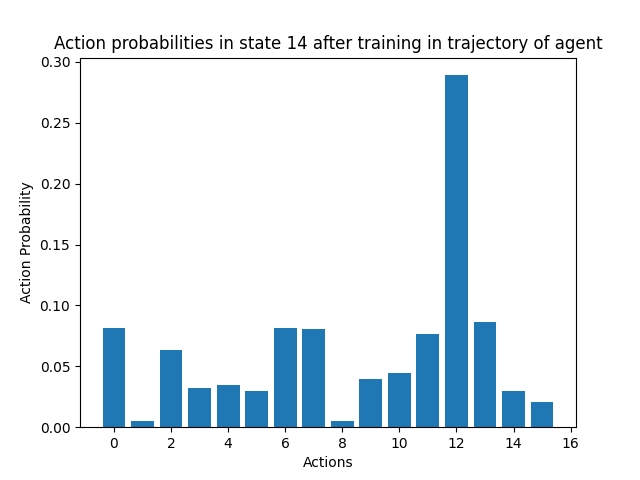 Action probabilities in state 14 after training in trajectory of agent
0.30
0.25
0.20
0.15
0.10
0.05
0.00
Action Probability
0 2 4 6 8 10 12 14 16
Actions